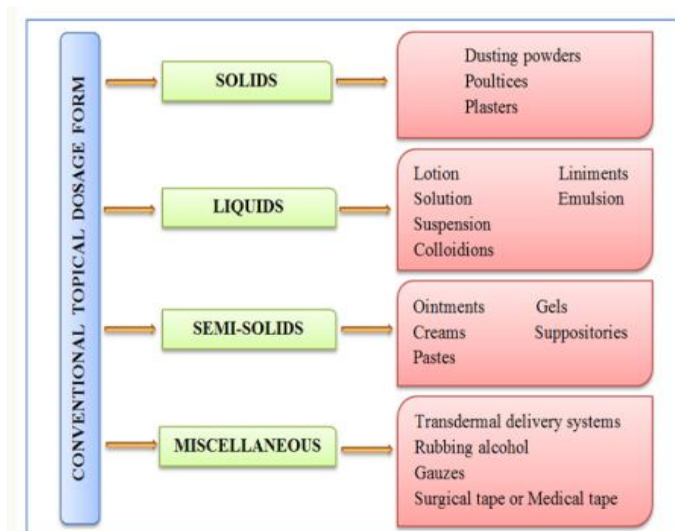 CONVENTIONAL TOPICAL DOSAGE FORM
SOLIDS
Dusting powders
Poultices
Plasters
LIQUIDS
Lotion Liniments
Solution Emulsion
Suspension
Colloidions
SEMI-SOLIDS
Ointments Gels
Creams Suppositories
Pastes
MISCELLANEOUS
Transdermal delivery systems
Rubbing alcohol
Gauzes
Surgical tape or Medical tape